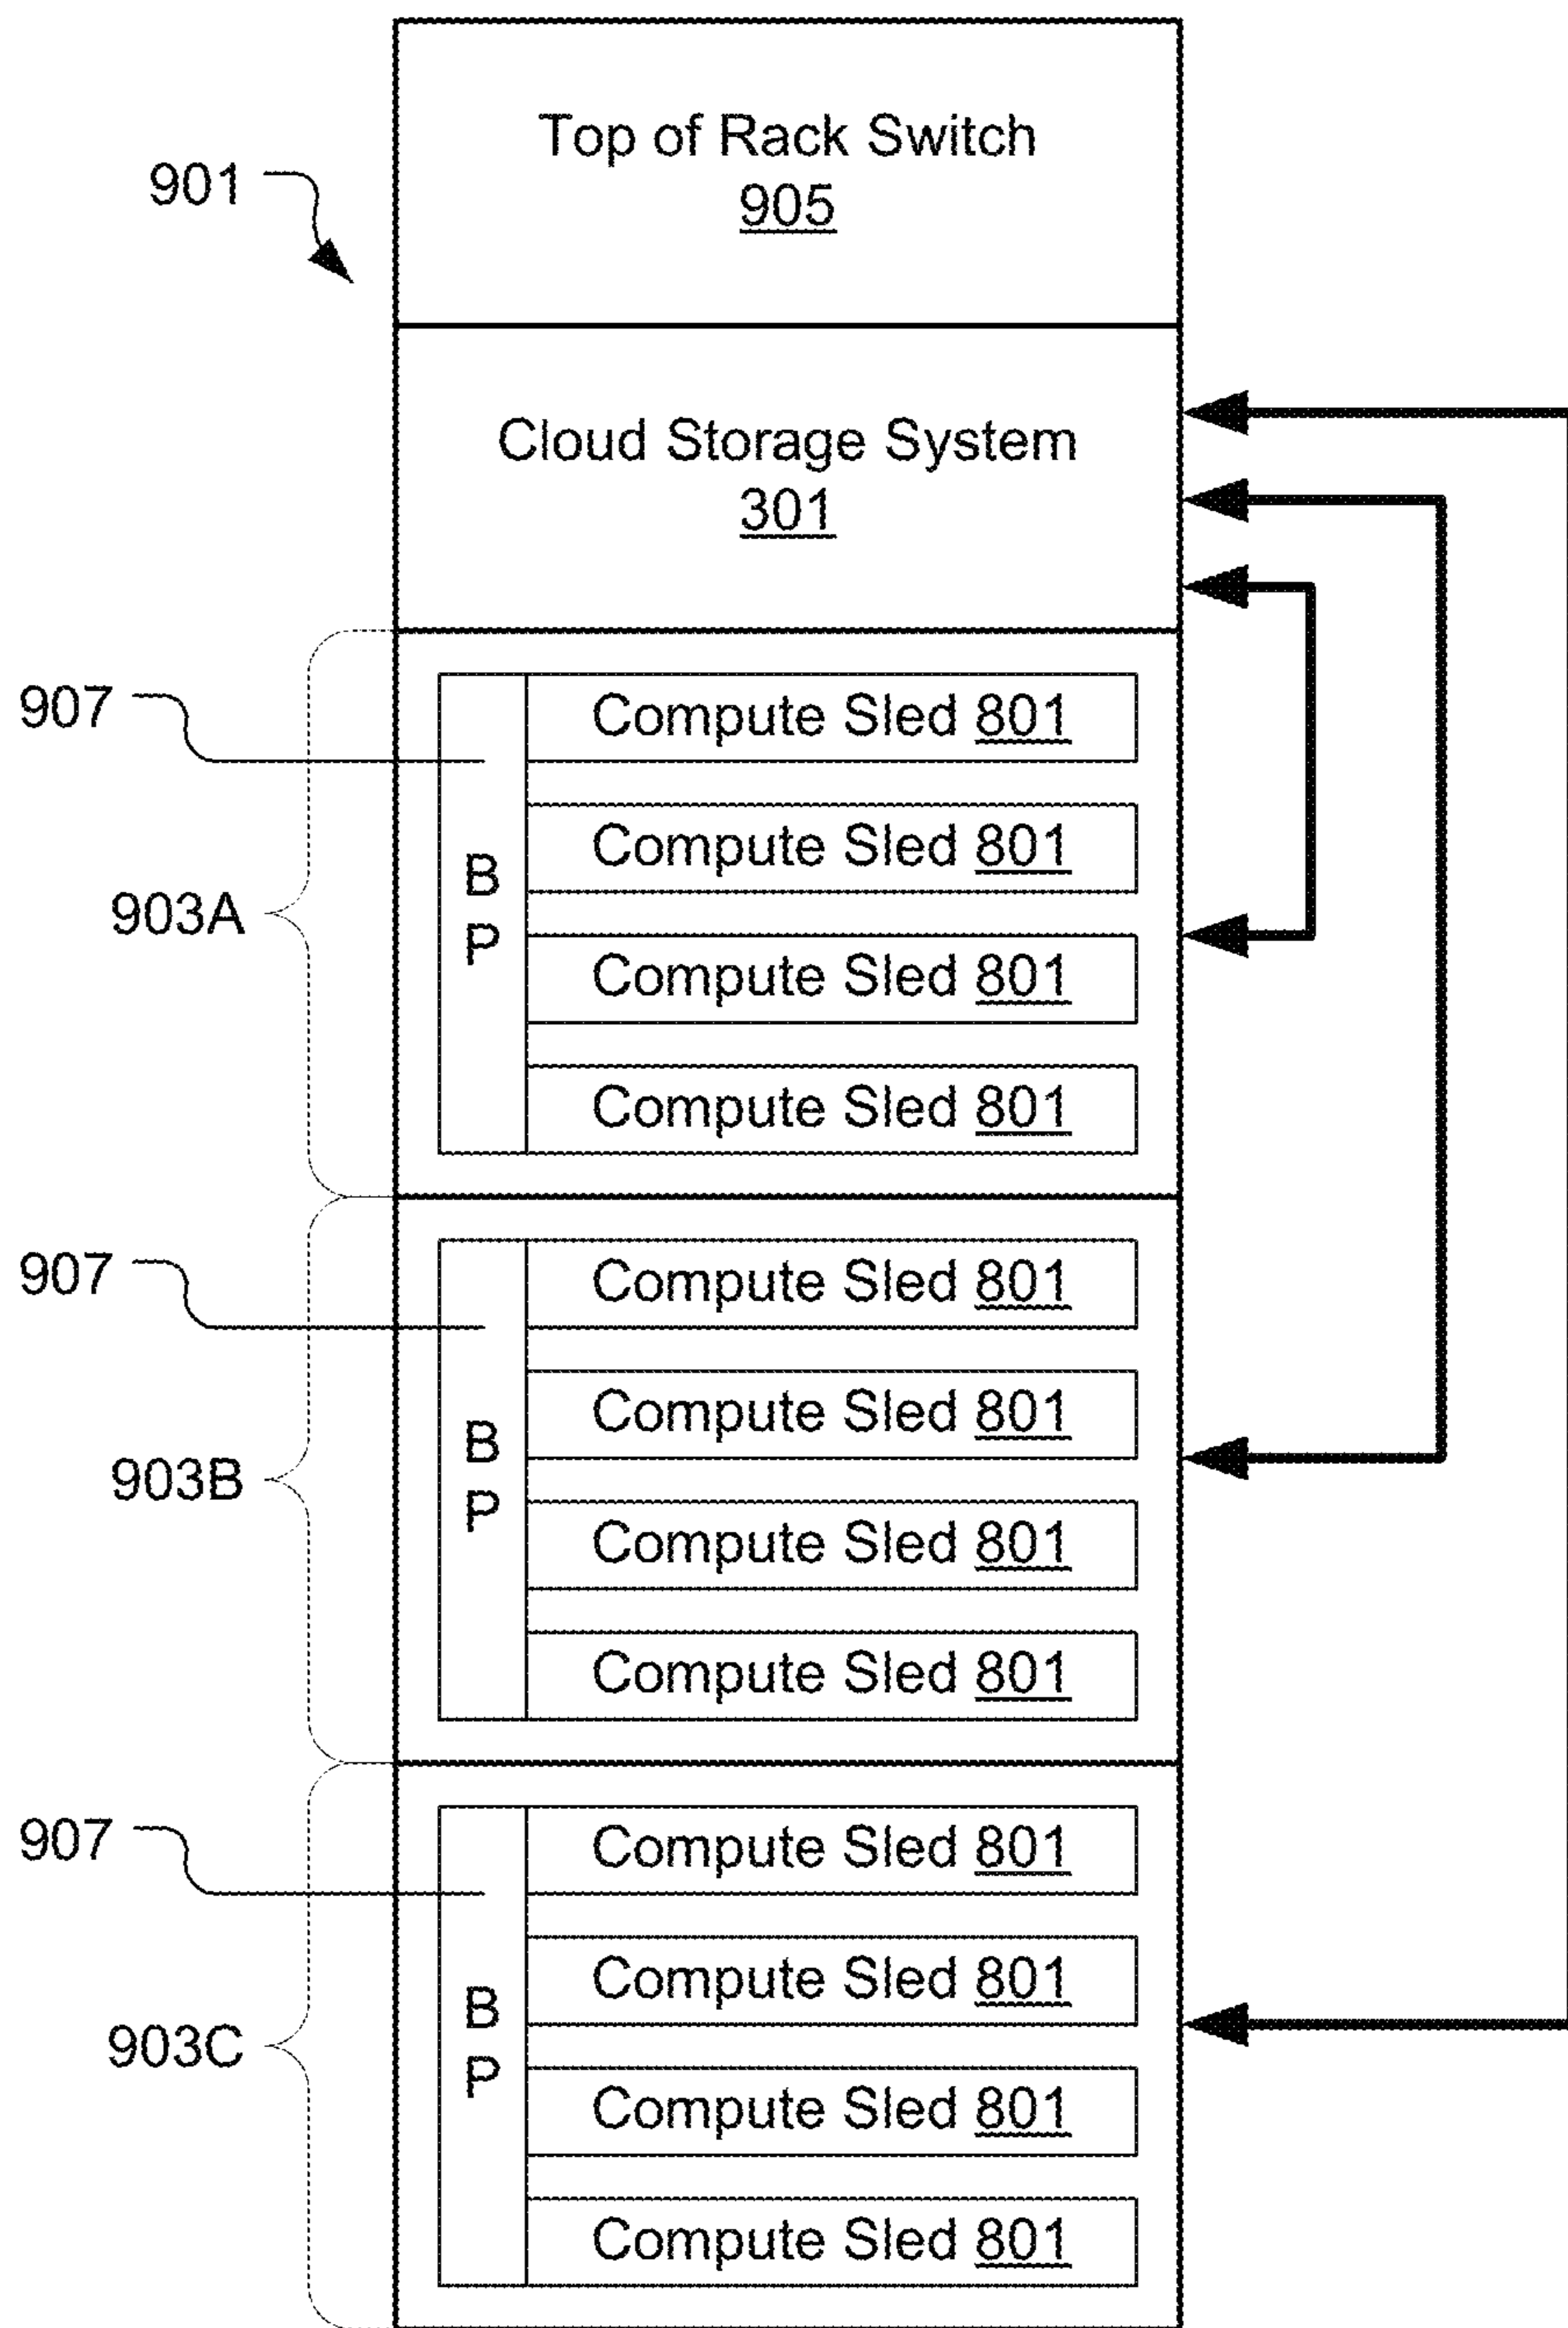 Top of Rack Switch
905
901
Cloud Storage System
301
907
Compute Sled 801
Compute Sled 801
B
P
903A
Compute Sled 801
Compute Sled 801
907
Compute Sled 801
Compute Sled 801
B
P
903B
Compute Sled 801
Compute Sled 801
907
Compute Sled 801
Compute Sled 801
B
P
903C
Compute Sled 801
Compute Sled 801